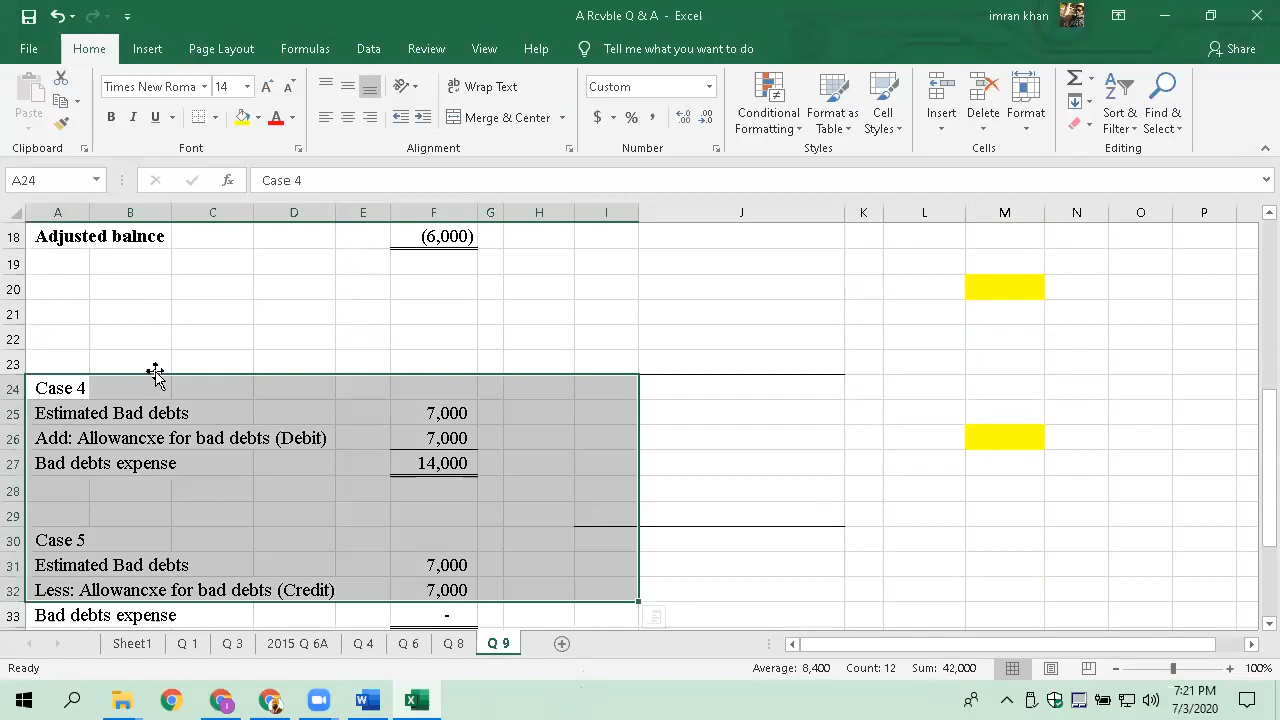 A Rcvble Q & A - Excel
imran khan
File Home Insert Page Layout Formulas Data Review View Help Tell me what you want to do Share
Paste
Times New Roma 14
B I U
Wrap Text
Merge & Center
Custom
$ % ,
Conditional Formatting
Format as Table
Cell Styles
Insert Delete Format
Sort & Filter
Find & Select
Clipboard Font Alignment Number Styles Cells Editing
A24 fx Case 4
A B C D E F G H I J K L M N O P
18 Adjusted balnce (6,000)
19
20
21
22
23
24 Case 4
25 Estimated Bad debts 7,000
26 Add: Allowancxe for bad debts (Debit) 7,000
27 Bad debts expense 14,000
28
29
30 Case 5
31 Estimated Bad debts 7,000
32 Less: Allowancxe for bad debts (Credit) 7,000
33 Bad debts expense -
Sheet1 Q 1 Q 3 2015 Q 6A Q 4 Q 6 Q 8 Q 9
Ready Average: 8,400 Count: 12 Sum: 42,000 100%
7:21 PM
7/3/2020